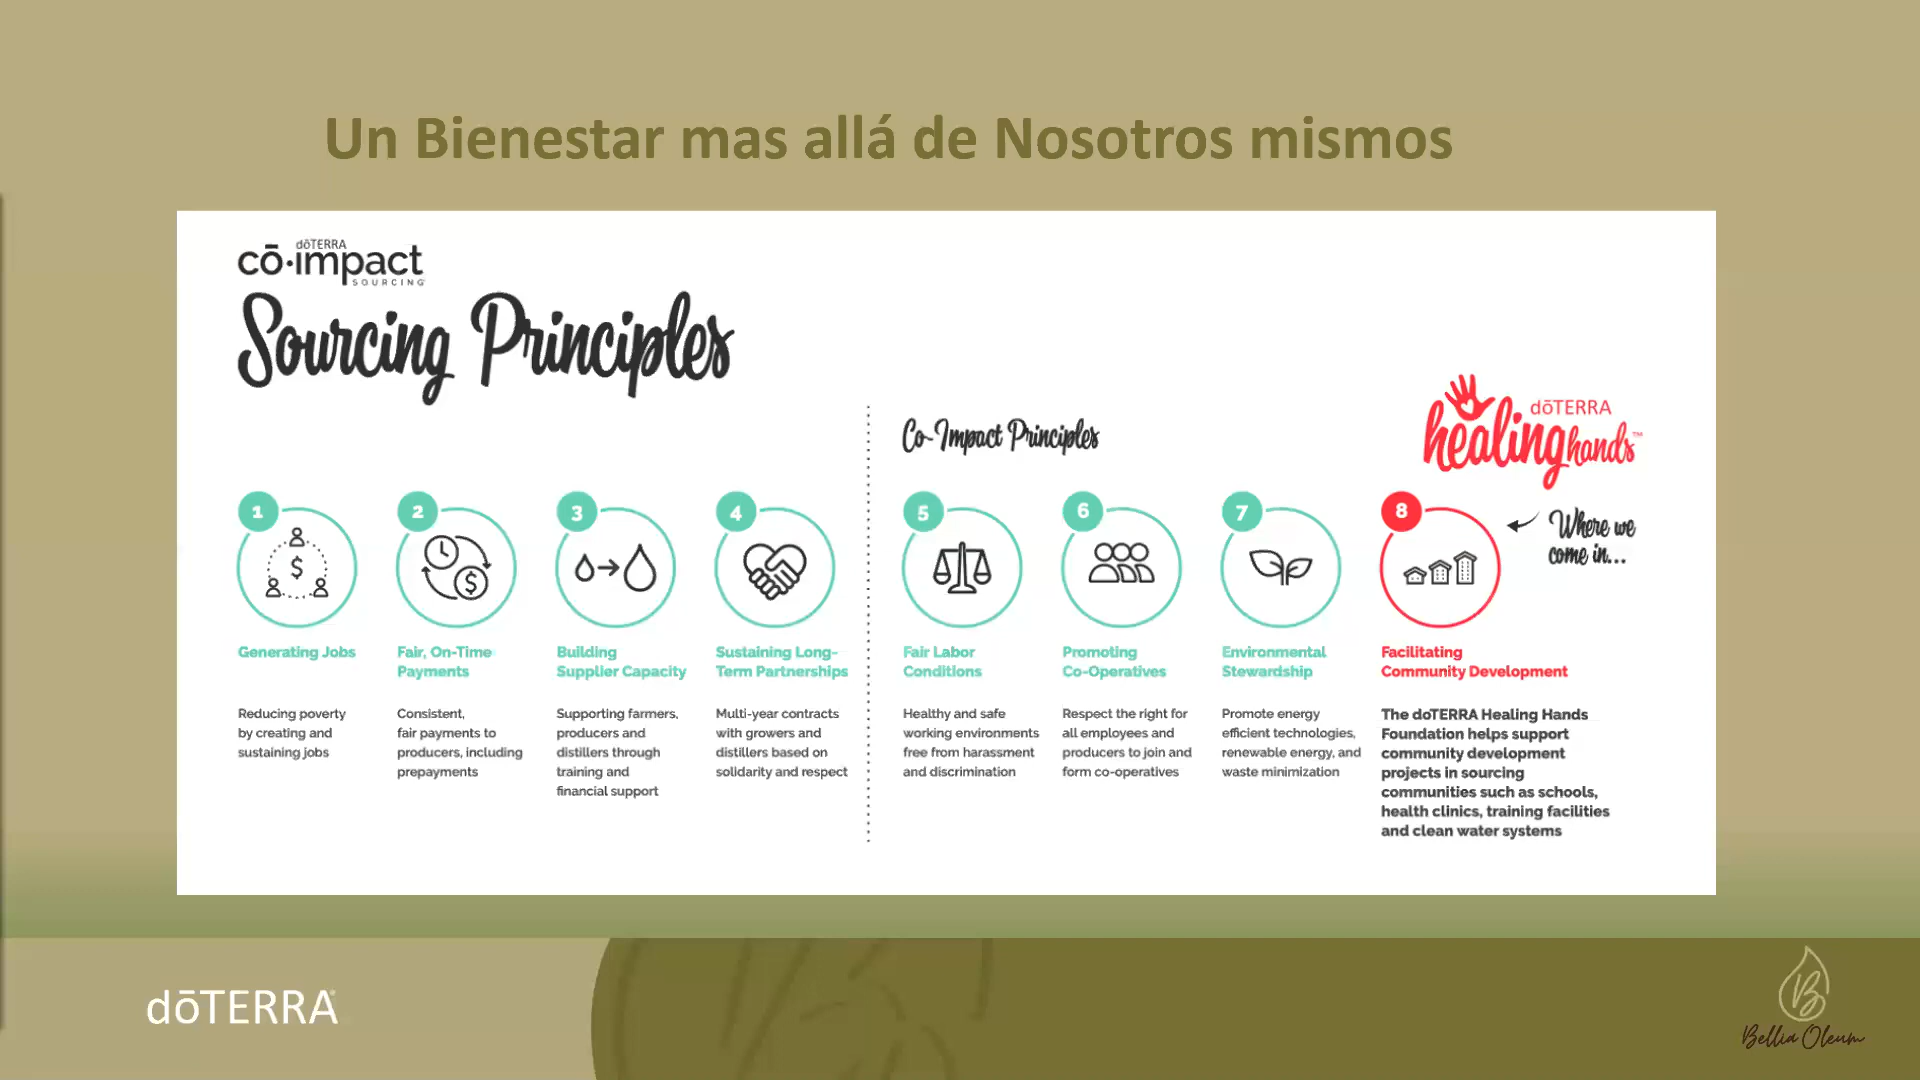 Un Bienestar mas allá de Nosotros mismos
dōTERRA
cō·impact
SOURCING
Sourcing Principles
Co-Impact Principles
dōTERRA
healing hands™
Where we
come in...
1
Generating Jobs
Reducing poverty
by creating and
sustaining jobs
2
Fair, On-Time
Payments
Consistent,
fair payments to
producers, including
prepayments
3
Building
Supplier Capacity
Supporting farmers,
producers and
distillers through
training and
financial support
4
Sustaining Long-
Term Partnerships
Multi-year contracts
with growers and
distillers based on
solidarity and respect
5
Fair Labor
Conditions
Healthy and safe
working environments
free from harassment
and discrimination
6
Promoting
Co-Operatives
Respect the right for
all employees and
producers to join and
form co-operatives
7
Environmental
Stewardship
Promote energy
efficient technologies,
renewable energy, and
waste minimization
8
Facilitating
Community Development
The doTERRA Healing Hands
Foundation helps support
community development
projects in sourcing
communities such as schools,
health clinics, training facilities
and clean water systems
dōTERRA
B
Bellia Oleum